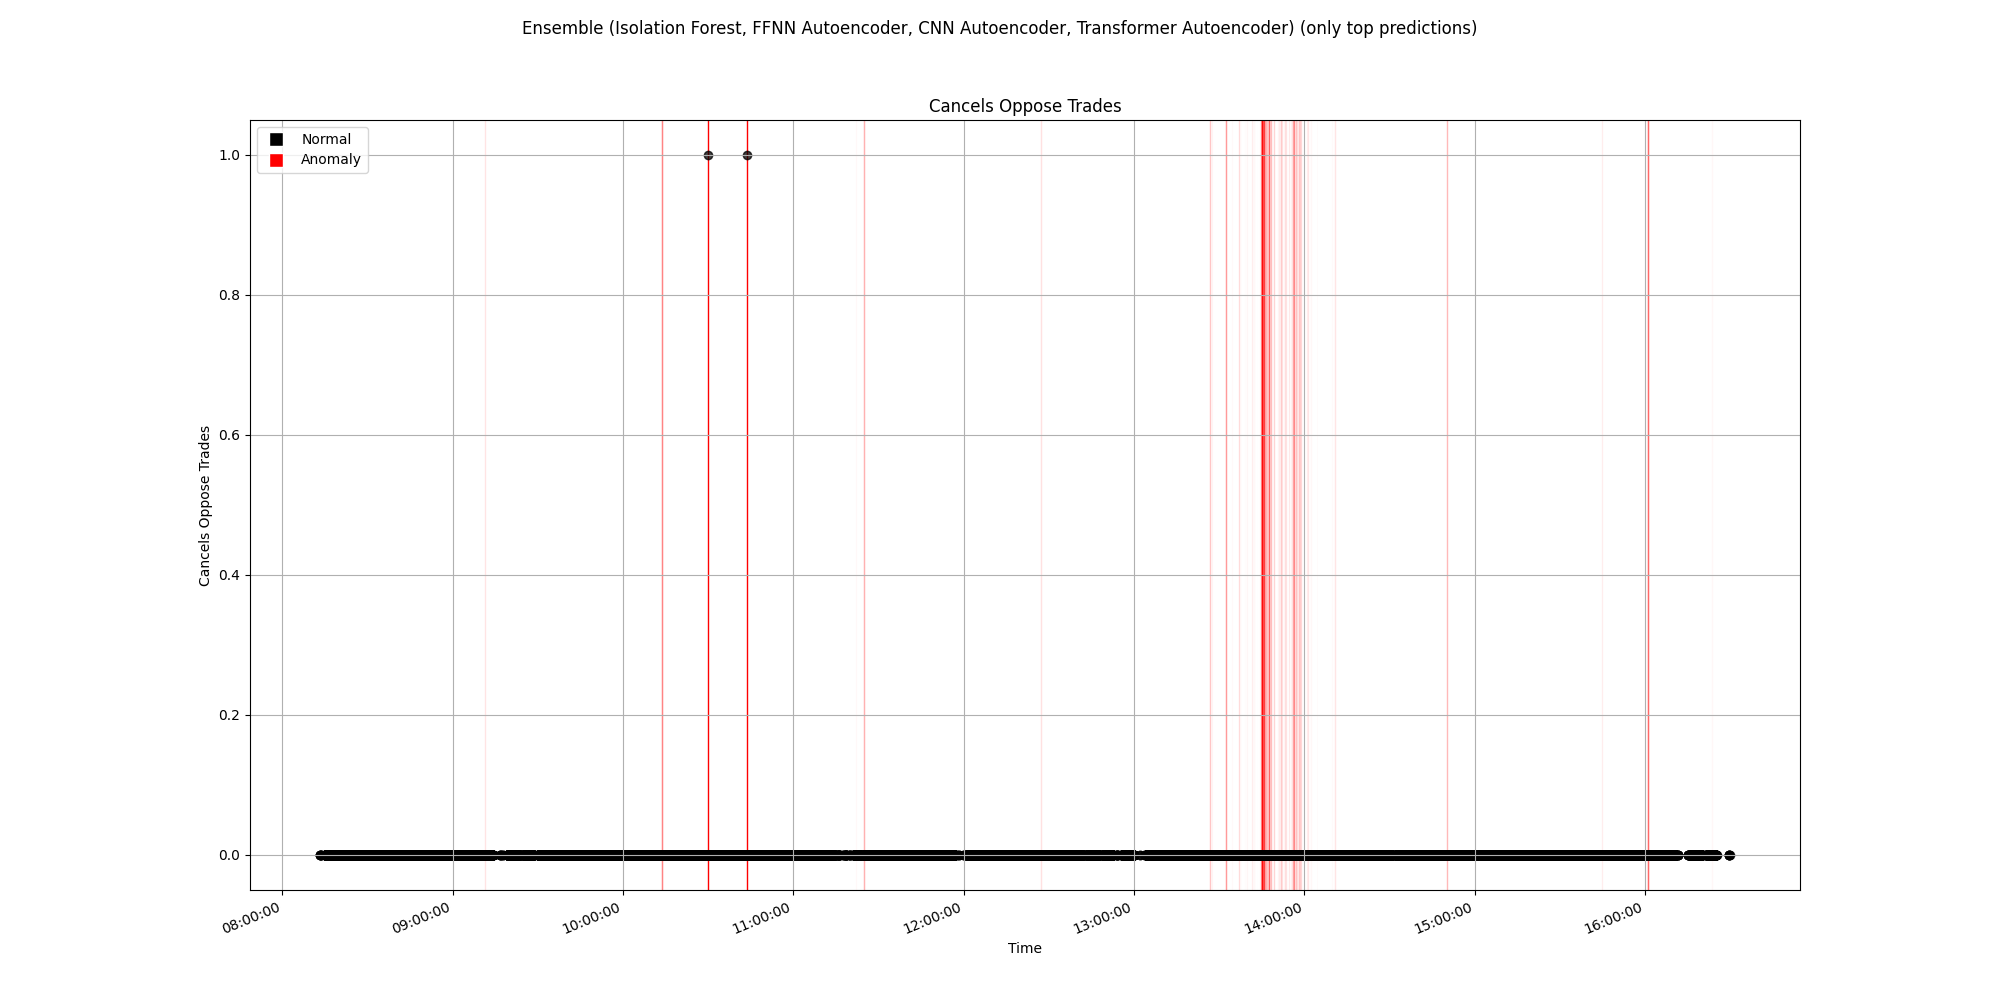 Ensemble (Isolation Forest, FFNN Autoencoder, CNN Autoencoder, Transformer Autoencoder) (only top predictions)
Cancels Oppose Trades
Normal
Anomaly
1.0
0.8
0.6
0.4
0.2
0.0
Cancels Oppose Trades
08:00:00 09:00:00 10:00:00 11:00:00 12:00:00 13:00:00 14:00:00 15:00:00 16:00:00
Time